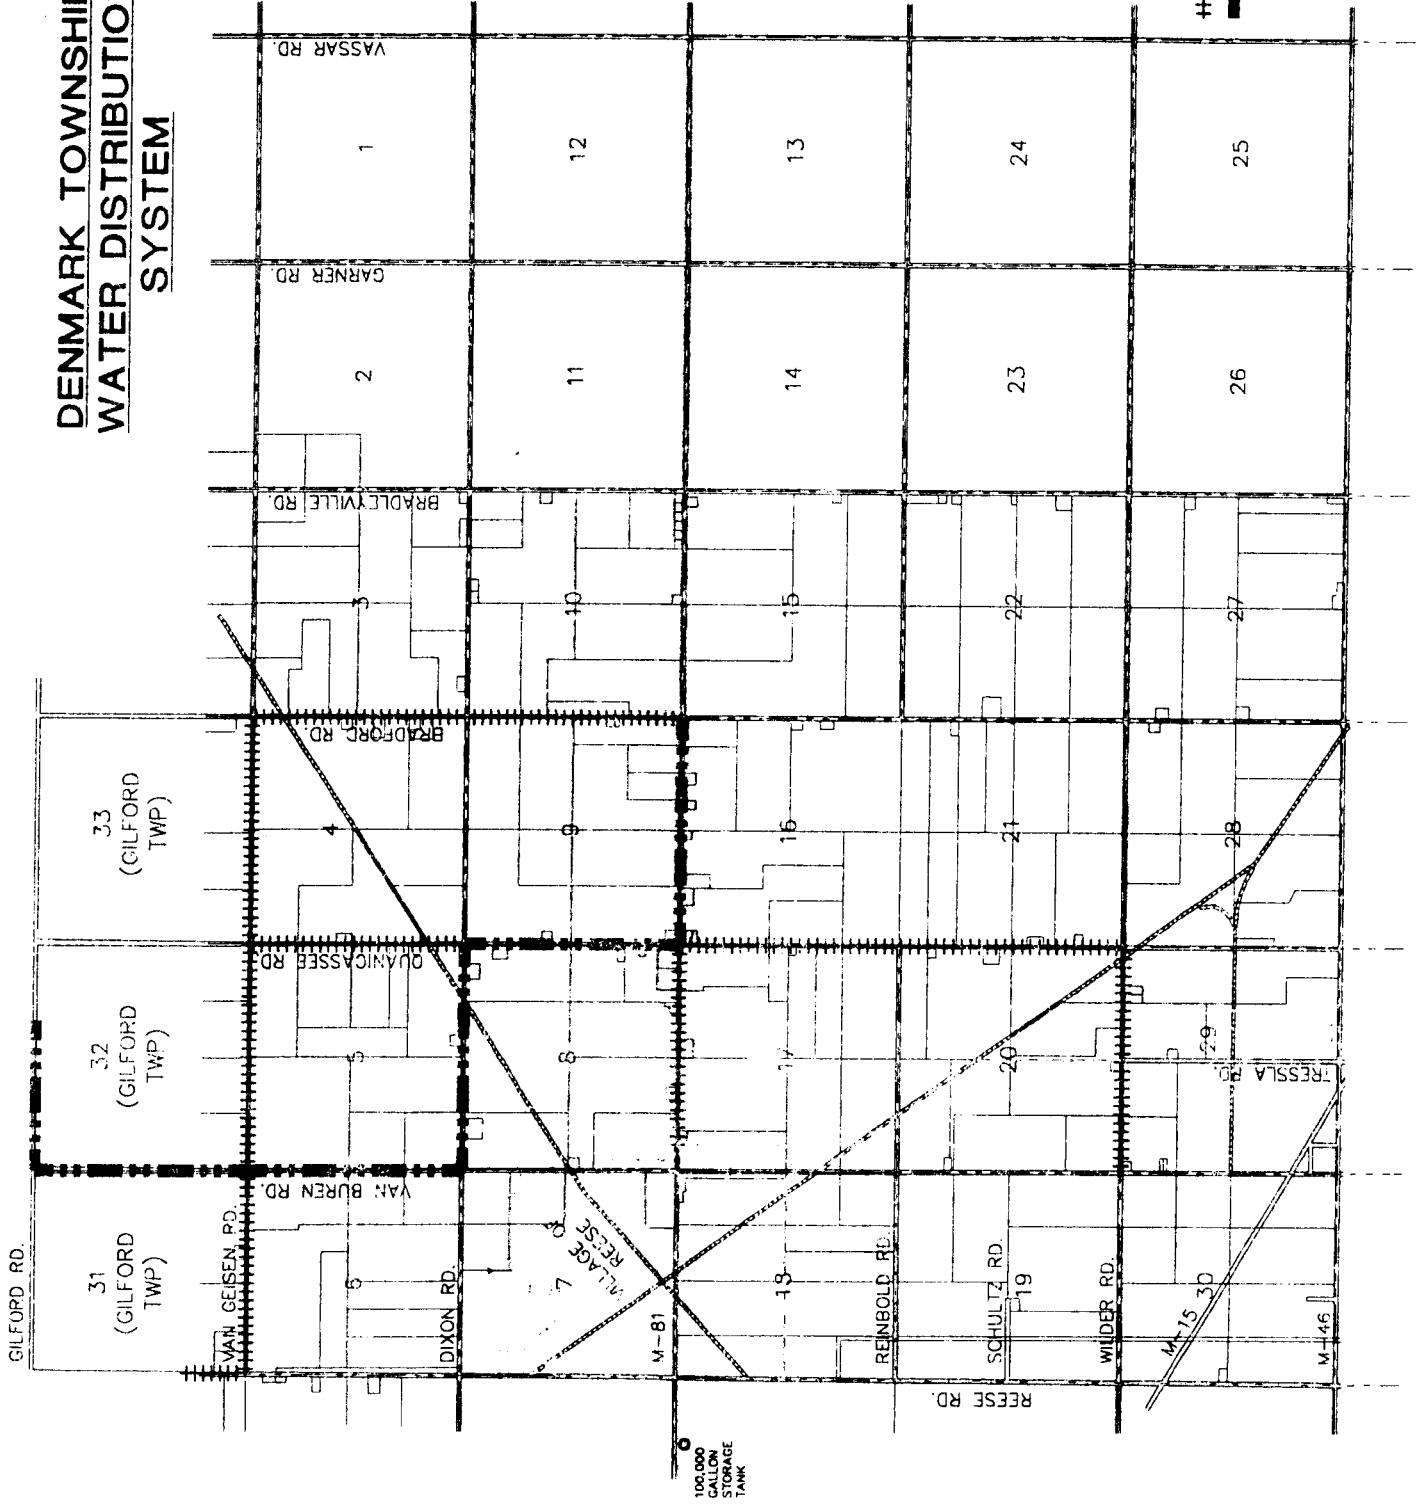 DENMARK TOWNSHIP
WATER DISTRIBUTIO
SYSTEM
GILFORD RD.
31
(GILFORD
TWP)
32
(GILFORD
TWP)
33
(GILFORD
TWP)
VAN GEISEN RD.
6
5
4
3
2
1
VAN BUREN RD.
QUANICASSEE RD.
BRADFORD RD.
BRADLEYVILLE RD.
GARNER RD.
VASSAR RD.
DIXON RD.
7
8
9
10
11
12
VILLAGE OF
REESE
M-81
18
17
16
15
14
13
REINBOLD RD.
SCHULTZ RD.
19
20
21
22
23
24
REESE RD.
WILDER RD.
M-15
30
29
28
27
26
25
TRESSLA RD.
M-46
100,000
GALLON
STORAGE
TANK